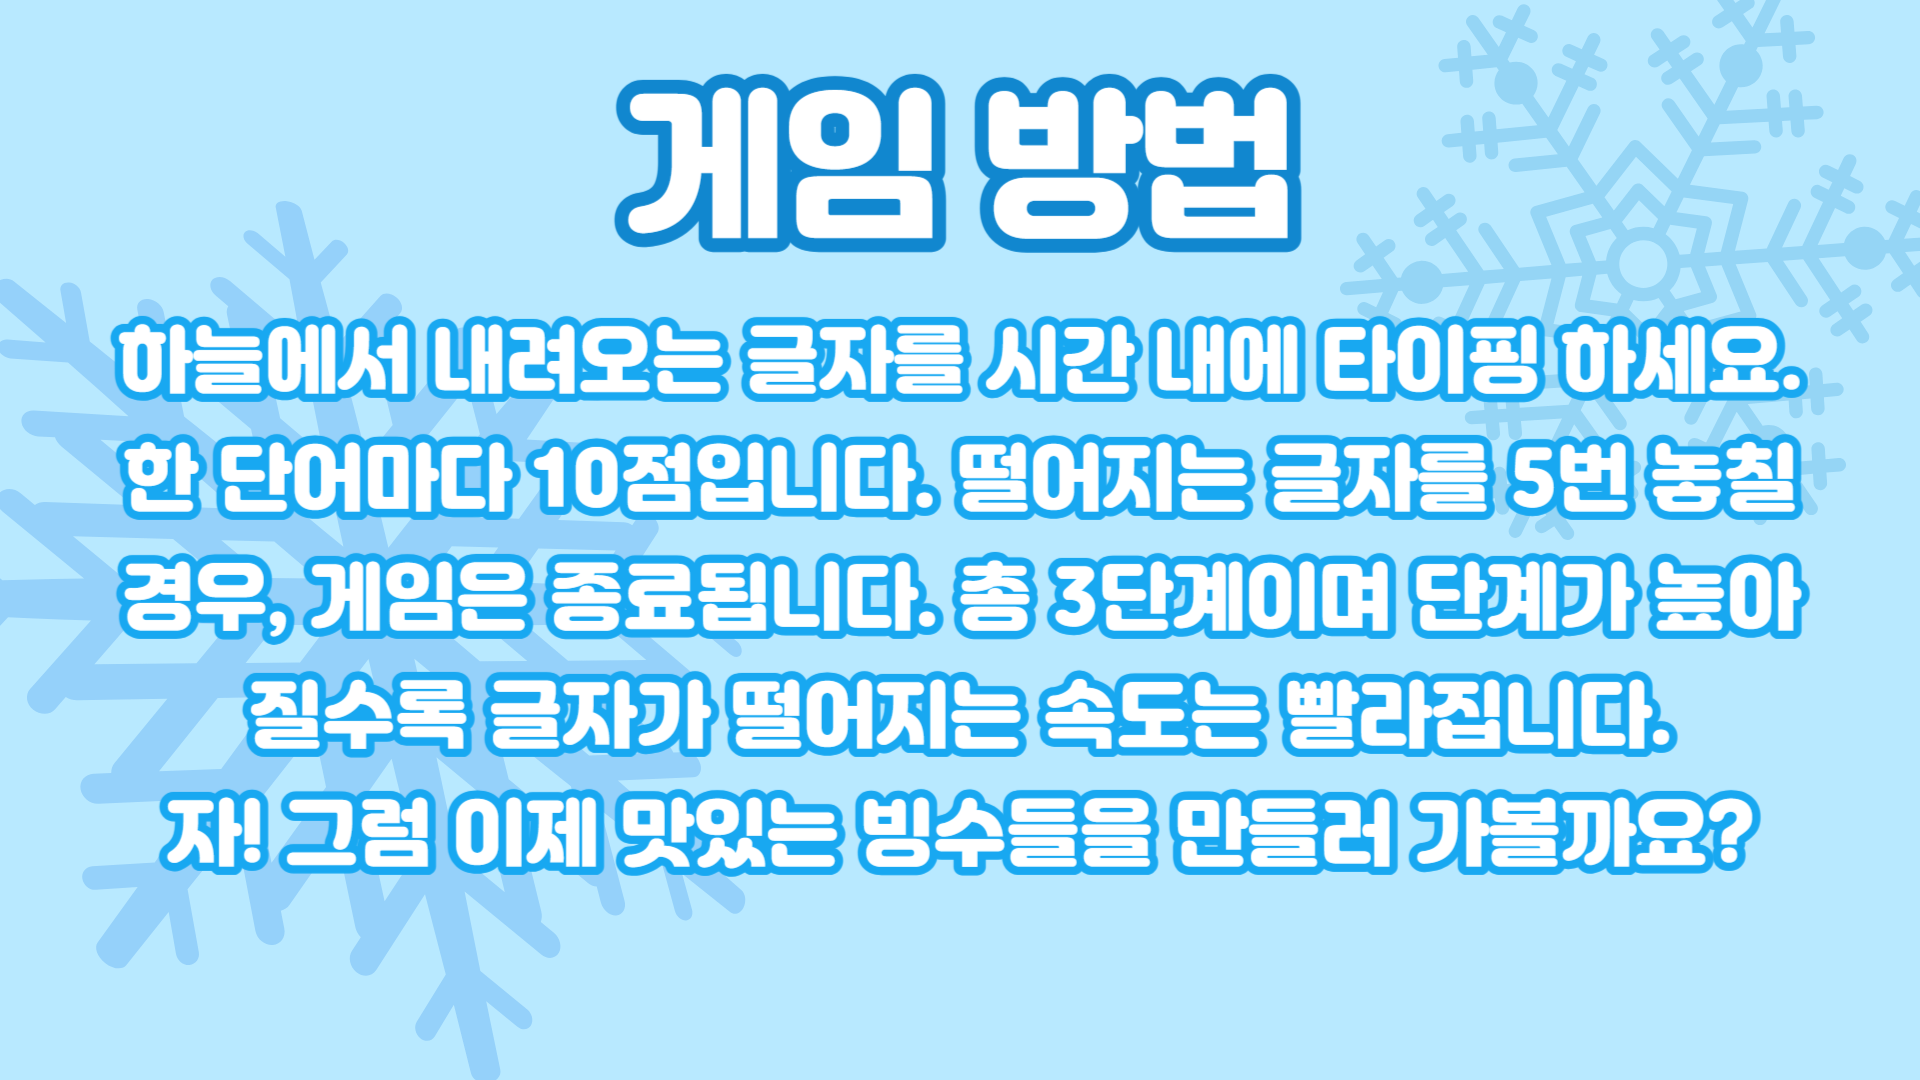 게임 방법
하늘에서 내려오는 글자를 시간 내에 타이핑 하세요.
한 단어마다 10점입니다. 떨어지는 글자를 5번 놓칠
경우, 게임은 종료됩니다. 총 3단계이며 단계가 높아
질수록 글자가 떨어지는 속도는 빨라집니다.
자! 그럼 이제 맛있는 빙수들을 만들러 가볼까요?